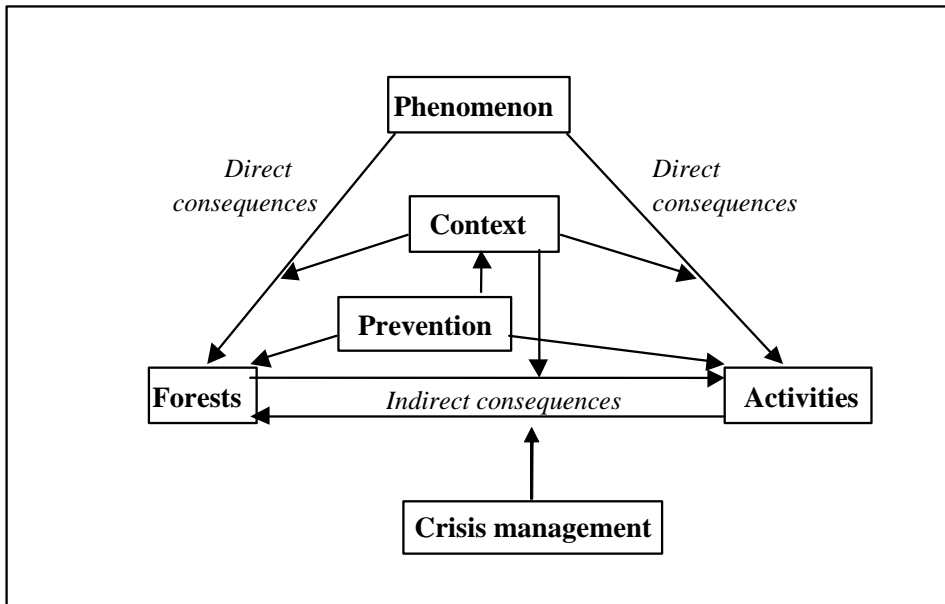 Phenomenon
Direct
consequences
Direct
consequences
Context
Prevention
Forests
Indirect consequences
Activities
Crisis management